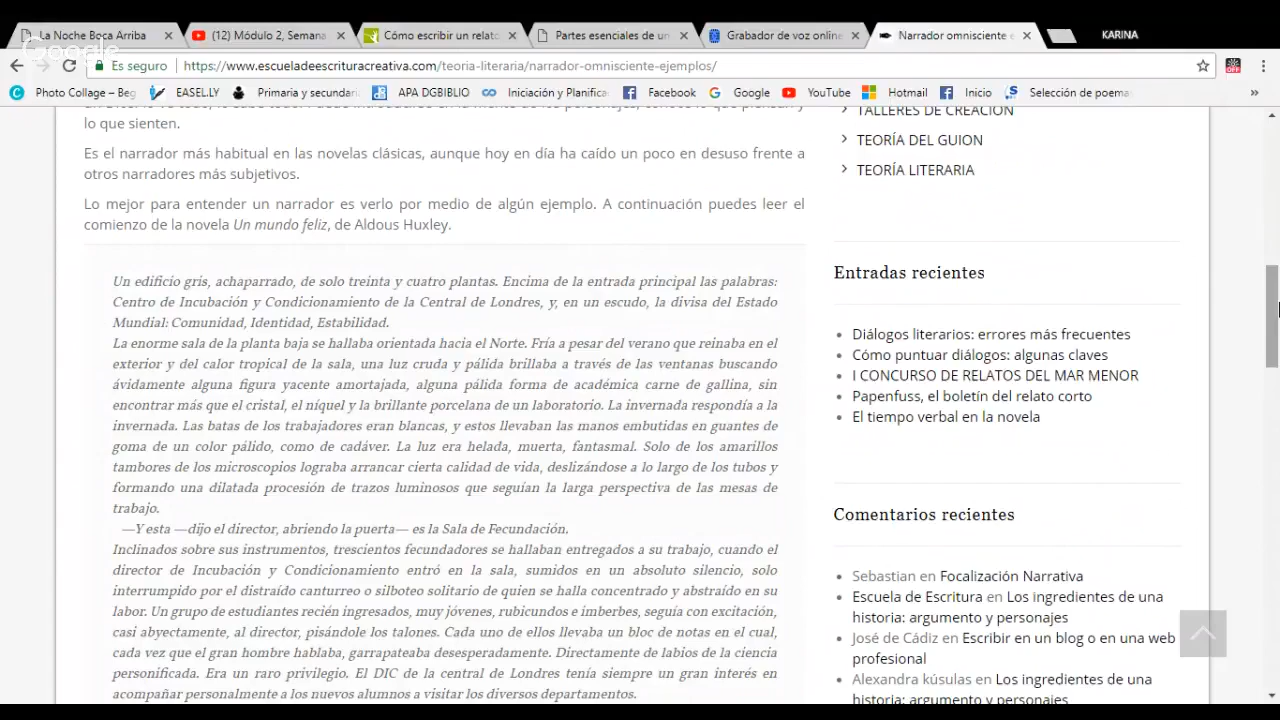 La Noche Boca Arriba
(12) Módulo 2, Semana
Cómo escribir un relato
Partes esenciales de un
Grabador de voz online
Narrador omnisciente e
KARINA
Google
Es seguro
https://www.escueladeescrituracreativa.com/teoria-literaria/narrador-omnisciente-ejemplos/
OFF
Photo Collage – Beg
EASEL.LY
Primaria y secundari
APA DGBIBLIO
Iniciación y Planifica
Facebook
Google
YouTube
Hotmail
Inicio
Selección de poema
»
lo que sienten.
Es el narrador más habitual en las novelas clásicas, aunque hoy en día ha caído un poco en desuso frente a
otros narradores más subjetivos.
Lo mejor para entender un narrador es verlo por medio de algún ejemplo. A continuación puedes leer el
comienzo de la novela Un mundo feliz, de Aldous Huxley.
Un edificio gris, achaparrado, de solo treinta y cuatro plantas. Encima de la entrada principal las palabras:
Centro de Incubación y Condicionamiento de la Central de Londres, y, en un escudo, la divisa del Estado
Mundial: Comunidad, Identidad, Estabilidad.
La enorme sala de la planta baja se hallaba orientada hacia el Norte. Fría a pesar del verano que reinaba en el
exterior y del calor tropical de la sala, una luz cruda y pálida brillaba a través de las ventanas buscando
ávidamente alguna figura yacente amortajada, alguna pálida forma de académica carne de gallina, sin
encontrar más que el cristal, el níquel y la brillante porcelana de un laboratorio. La invernada respondía a la
invernada. Las batas de los trabajadores eran blancas, y estos llevaban las manos embutidas en guantes de
goma de un color pálido, como de cadáver. La luz era helada, muerta, fantasmal. Solo de los amarillos
tambores de los microscopios lograba arrancar cierta calidad de vida, deslizándose a lo largo de los tubos y
formando una dilatada procesión de trazos luminosos que seguían la larga perspectiva de las mesas de
trabajo.
—Y esta —dijo el director, abriendo la puerta— es la Sala de Fecundación.
Inclinados sobre sus instrumentos, trescientos fecundadores se hallaban entregados a su trabajo, cuando el
director de Incubación y Condicionamiento entró en la sala, sumidos en un absoluto silencio, solo
interrumpido por el distraído canturreo o silboteo solitario de quien se halla concentrado y abstraído en su
labor. Un grupo de estudiantes recién ingresados, muy jóvenes, rubicundos e imberbes, seguía con excitación,
casi abyectamente, al director, pisándole los talones. Cada uno de ellos llevaba un bloc de notas en el cual,
cada vez que el gran hombre hablaba, garrapateaba desesperadamente. Directamente de labios de la ciencia
personificada. Era un raro privilegio. El DIC de la central de Londres tenía siempre un gran interés en
acompañar personalmente a los nuevos alumnos a visitar los diversos departamentos.
TALLERES DE CREACIÓN
TEORÍA DEL GUION
TEORÍA LITERARIA
Entradas recientes
Diálogos literarios: errores más frecuentes
Cómo puntuar diálogos: algunas claves
I CONCURSO DE RELATOS DEL MAR MENOR
Papenfuss, el boletín del relato corto
El tiempo verbal en la novela
Comentarios recientes
Sebastian en Focalización Narrativa
Escuela de Escritura en Los ingredientes de una
historia: argumento y personajes
José de Cádiz en Escribir en un blog o en una web
profesional
Alexandra kúsulas en Los ingredientes de una
historia: argumento y personajes